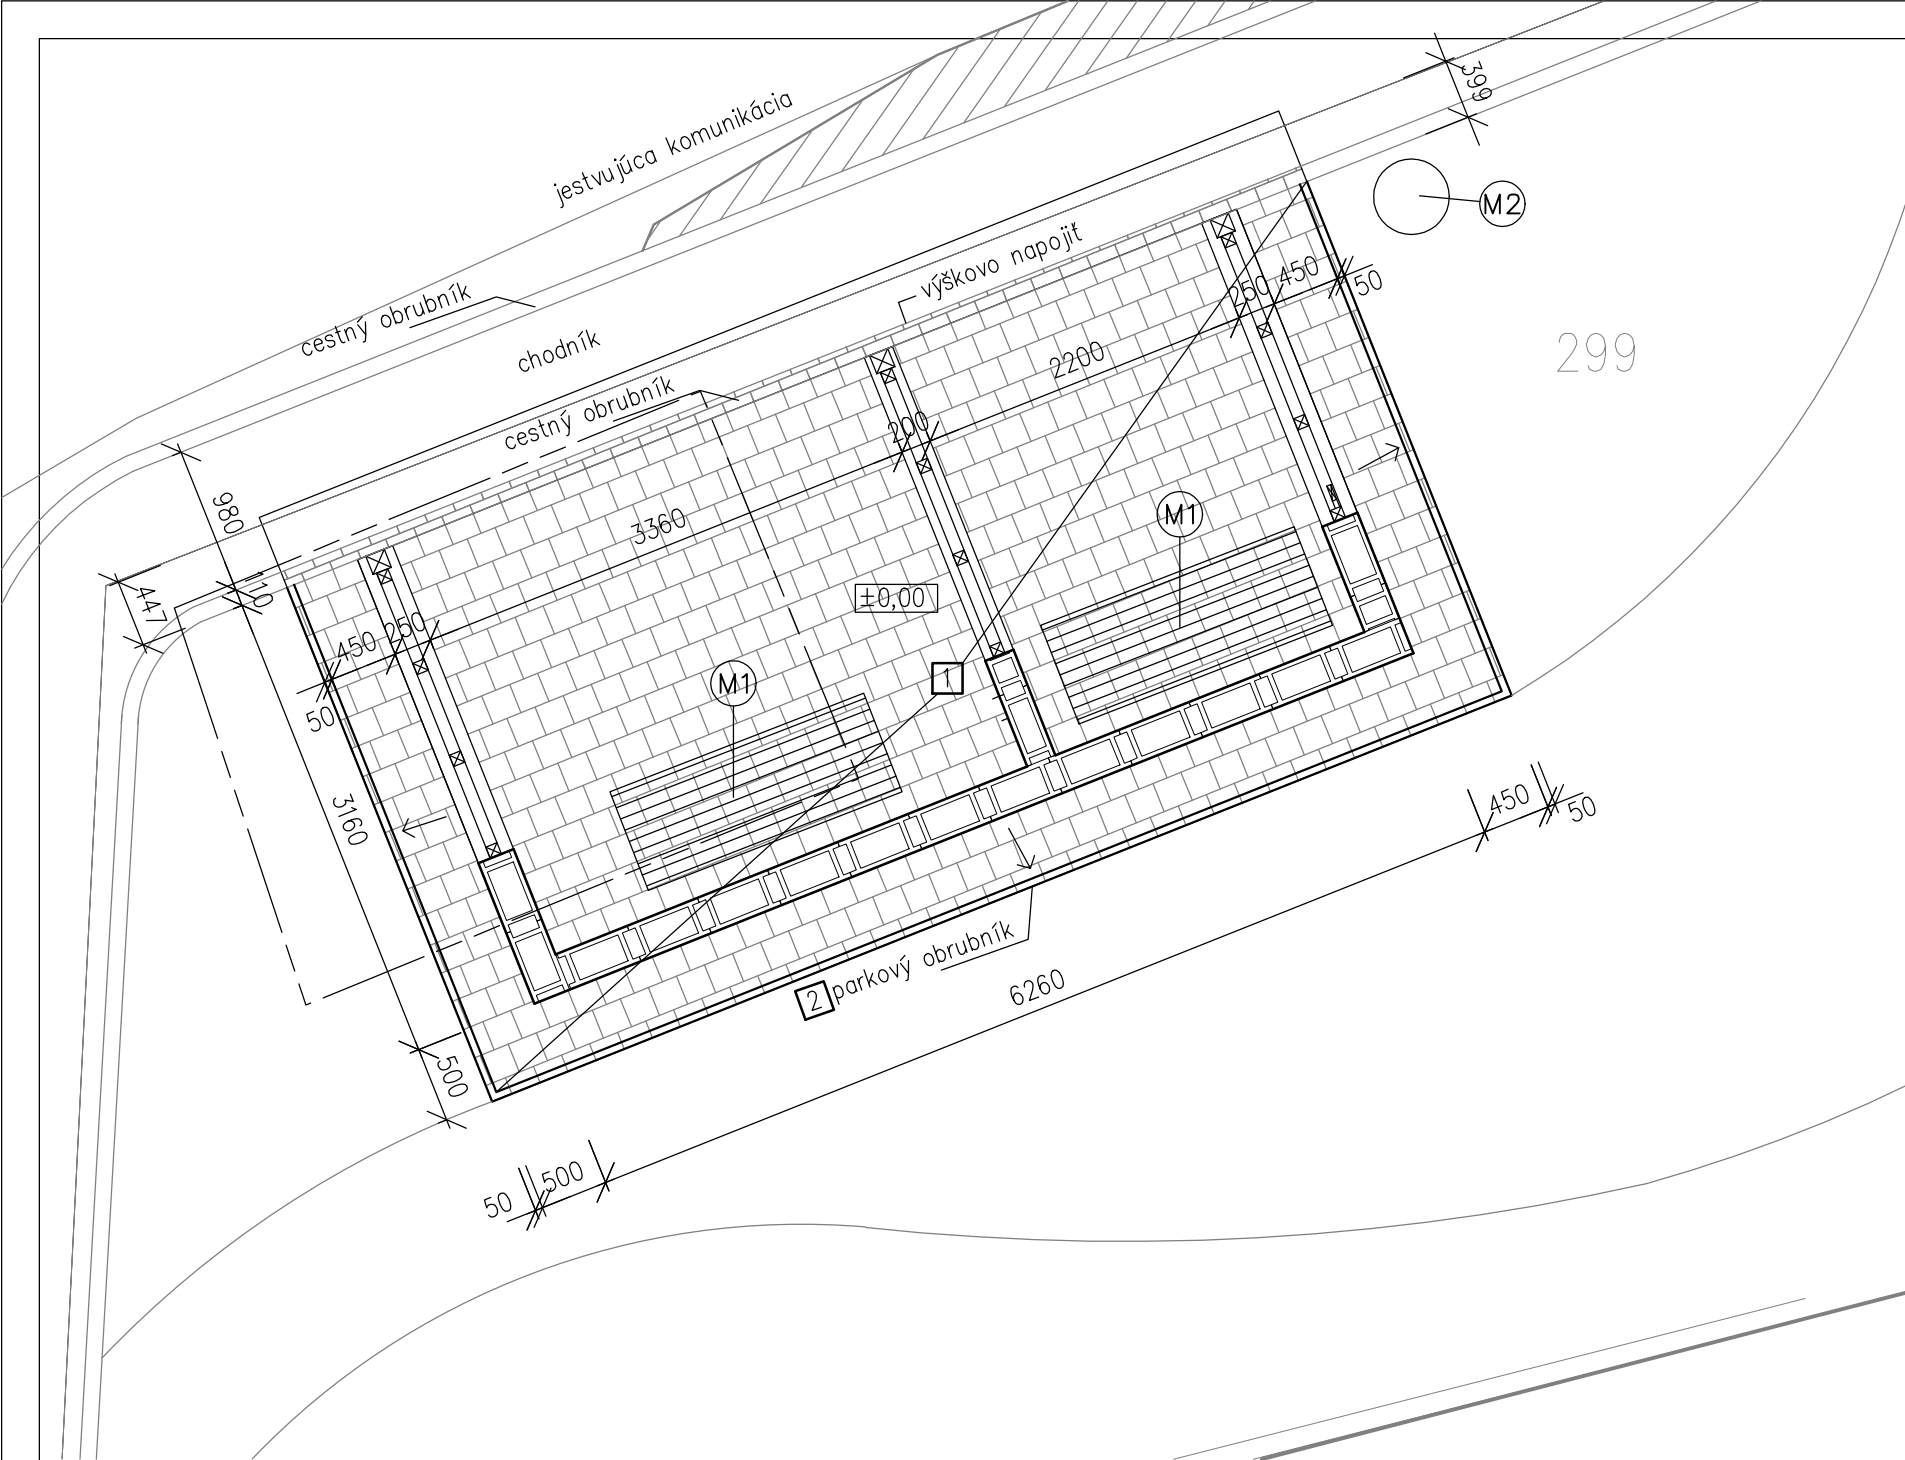 399
jestvujúca komunikácia
M2
výškovo napojiť
250
450
50
cestný obrubník
chodník
299
2200
cestný obrubník
200
980
3360
M1
110
447
±0,00
450
250
M1
1
50
3160
450
50
parkový obrubník
2
6260
500
50
500